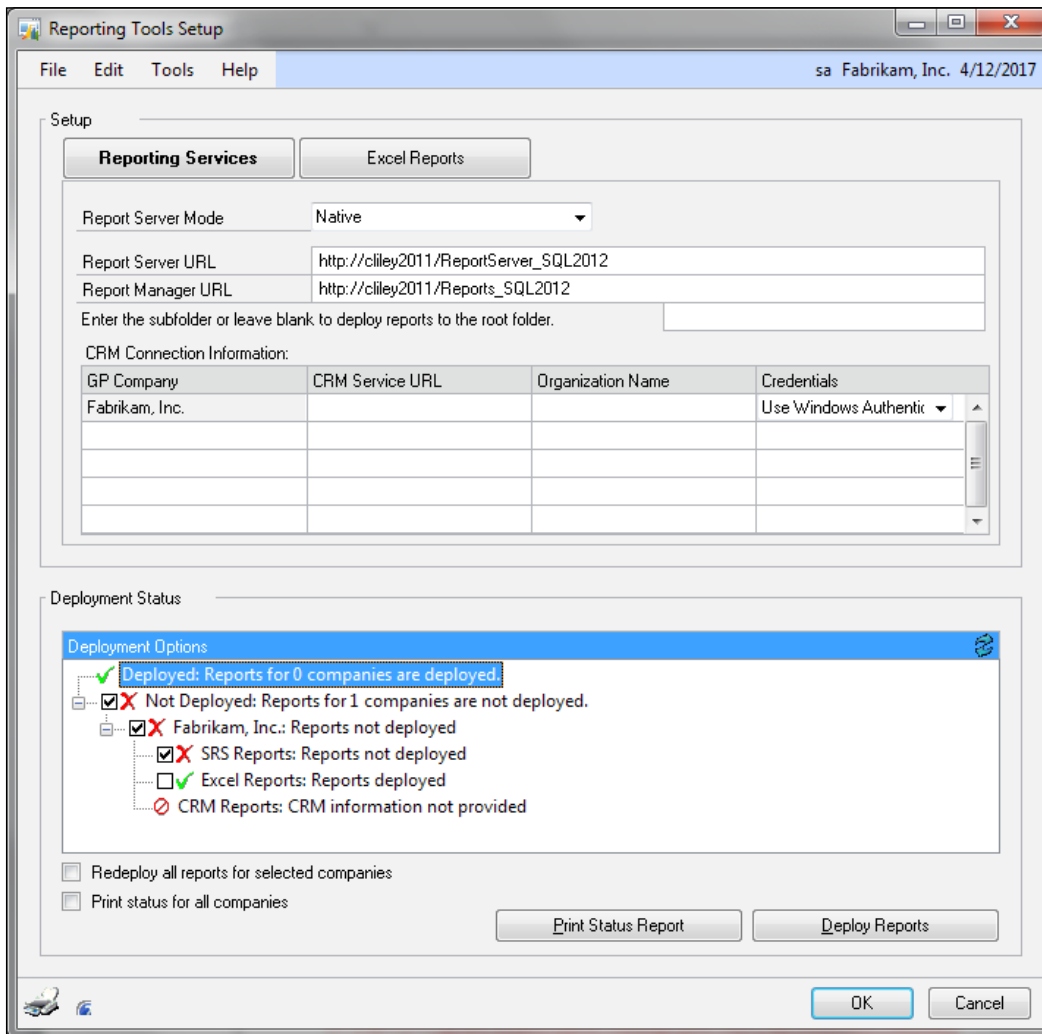 Reporting Tools Setup
File Edit Tools Help sa Fabrikam, Inc. 4/12/2017
Setup
Reporting Services Excel Reports
Report Server Mode Native
Report Server URL http://cliley2011/ReportServer_SQL2012
Report Manager URL http://cliley2011/Reports_SQL2012
Enter the subfolder or leave blank to deploy reports to the root folder.
CRM Connection Information:
GP Company CRM Service URL Organization Name Credentials
Fabrikam, Inc. Use Windows Authentic
Deployment Status
Deployment Options
Deployed: Reports for 0 companies are deployed.
Not Deployed: Reports for 1 companies are not deployed.
Fabrikam, Inc.: Reports not deployed
SRS Reports: Reports not deployed
Excel Reports: Reports deployed
CRM Reports: CRM information not provided
Redeploy all reports for selected companies
Print status for all companies
Print Status Report Deploy Reports
OK Cancel